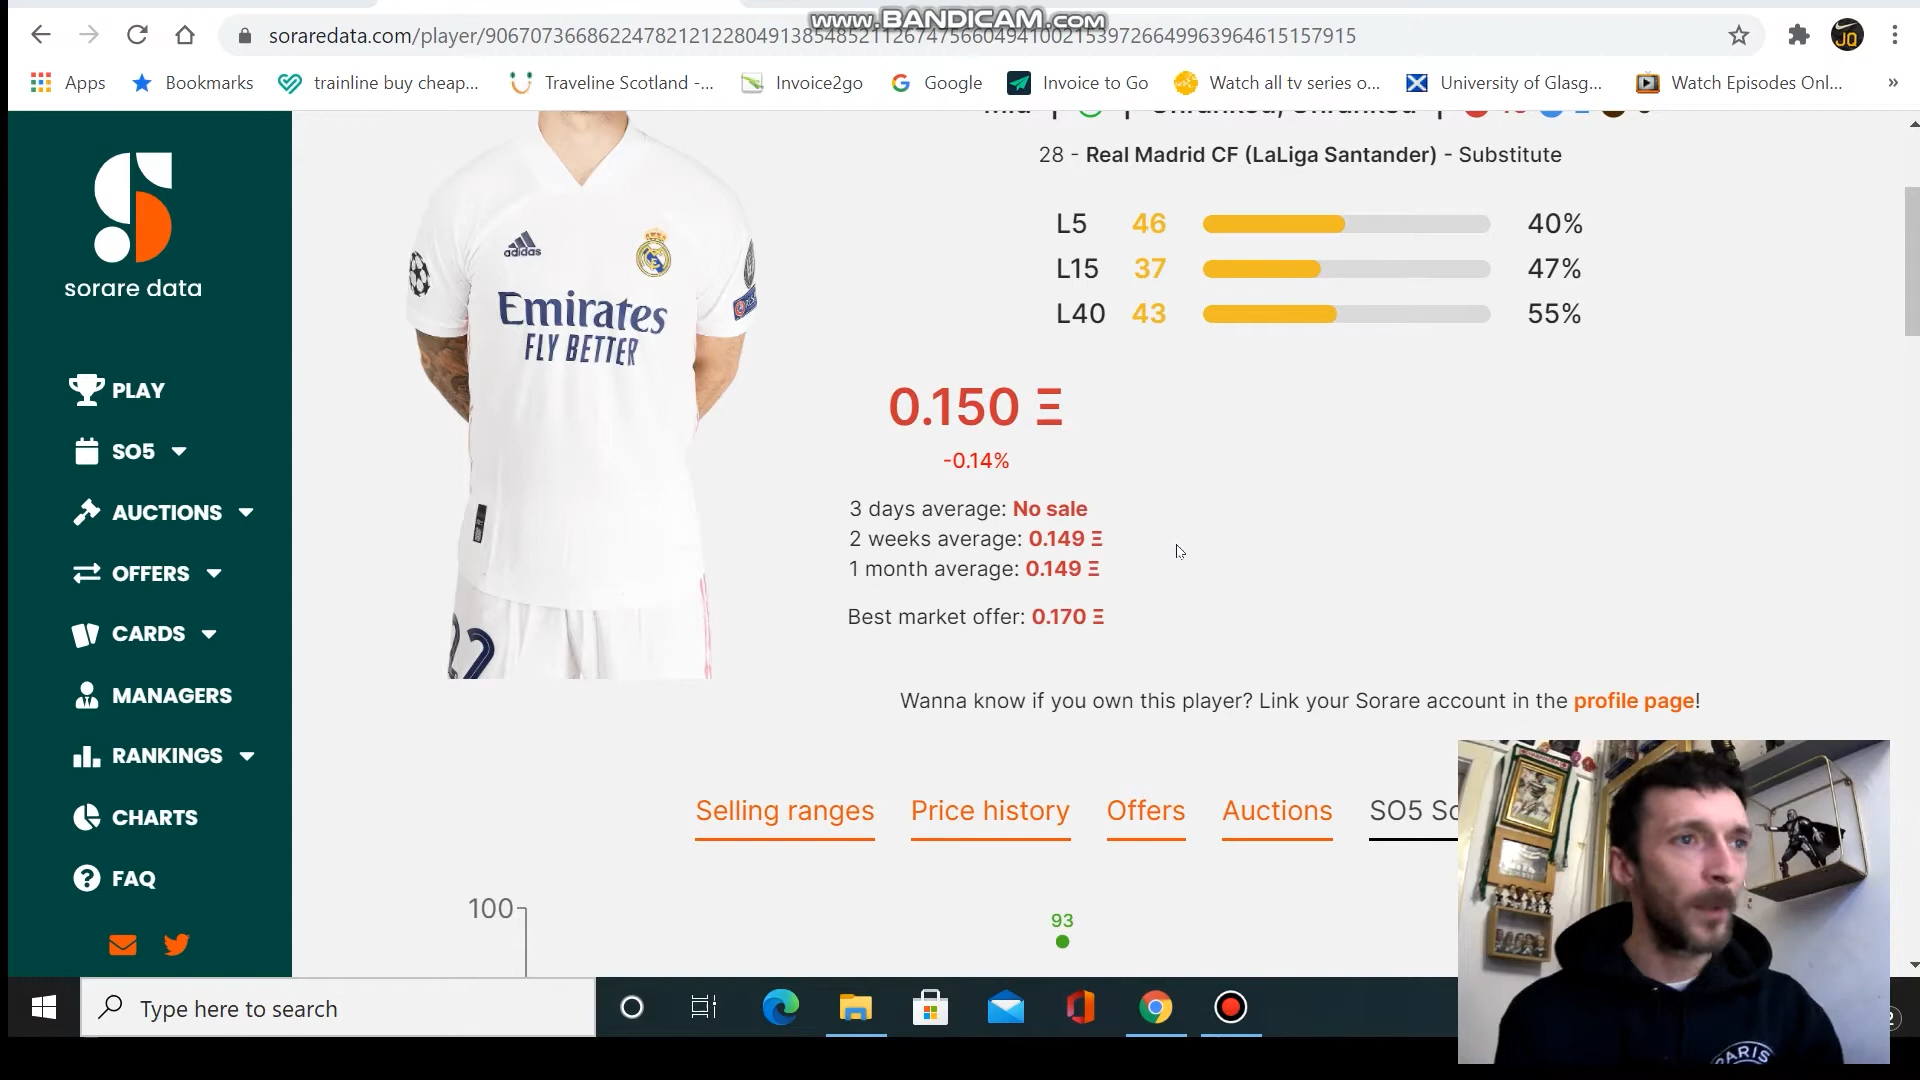 www.BANDICAM.com
soraredata.com/player/90670736686224782121228049138548521126747566049410021539726649963964615157915
JQ
Apps
Bookmarks
trainline buy cheap...
Traveline Scotland -...
Invoice2go
Google
Invoice to Go
Watch all tv series o...
University of Glasg...
Watch Episodes Onl...
»
28 - Real Madrid CF (LaLiga Santander) - Substitute
L5 46 40%
L15 37 47%
L40 43 55%
0.150 Ξ
-0.14%
3 days average: No sale
2 weeks average: 0.149 Ξ
1 month average: 0.149 Ξ
Best market offer: 0.170 Ξ
Wanna know if you own this player? Link your Sorare account in the profile page!
Selling ranges
Price history
Offers
Auctions
SO5 Sc
100
93
sorare data
PLAY
SO5
AUCTIONS
OFFERS
CARDS
MANAGERS
RANKINGS
CHARTS
FAQ
adidas
Emirates
FLY BETTER
22
Type here to search
PARIS